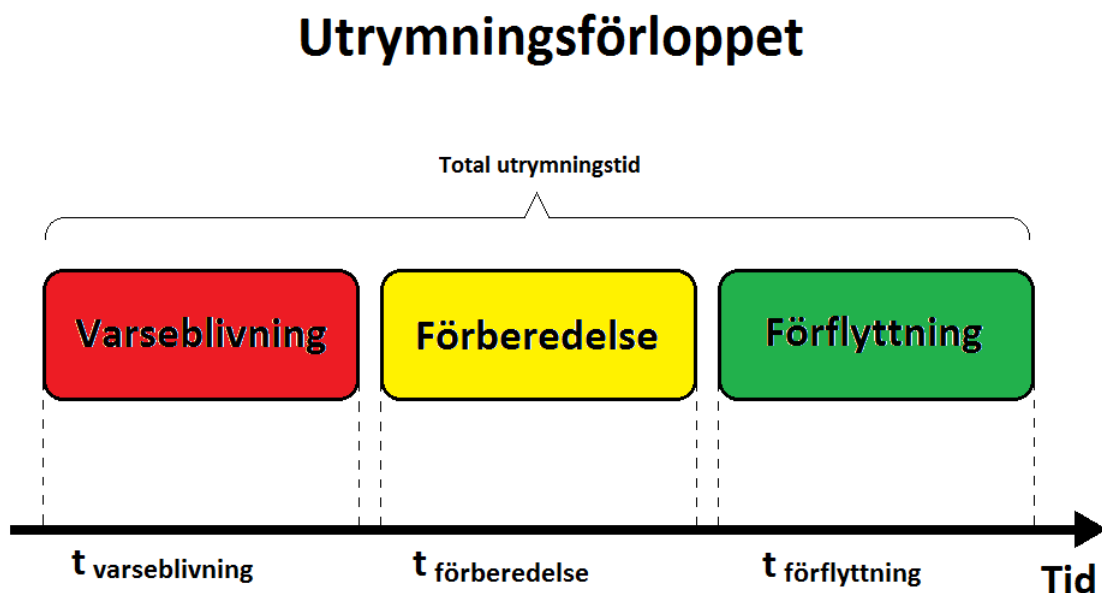 Utrymningsförloppet
Total utrymningstid
Varseblivning
Förberedelse
Förflyttning
t varseblivning
t förberedelse
t förflyttning
Tid